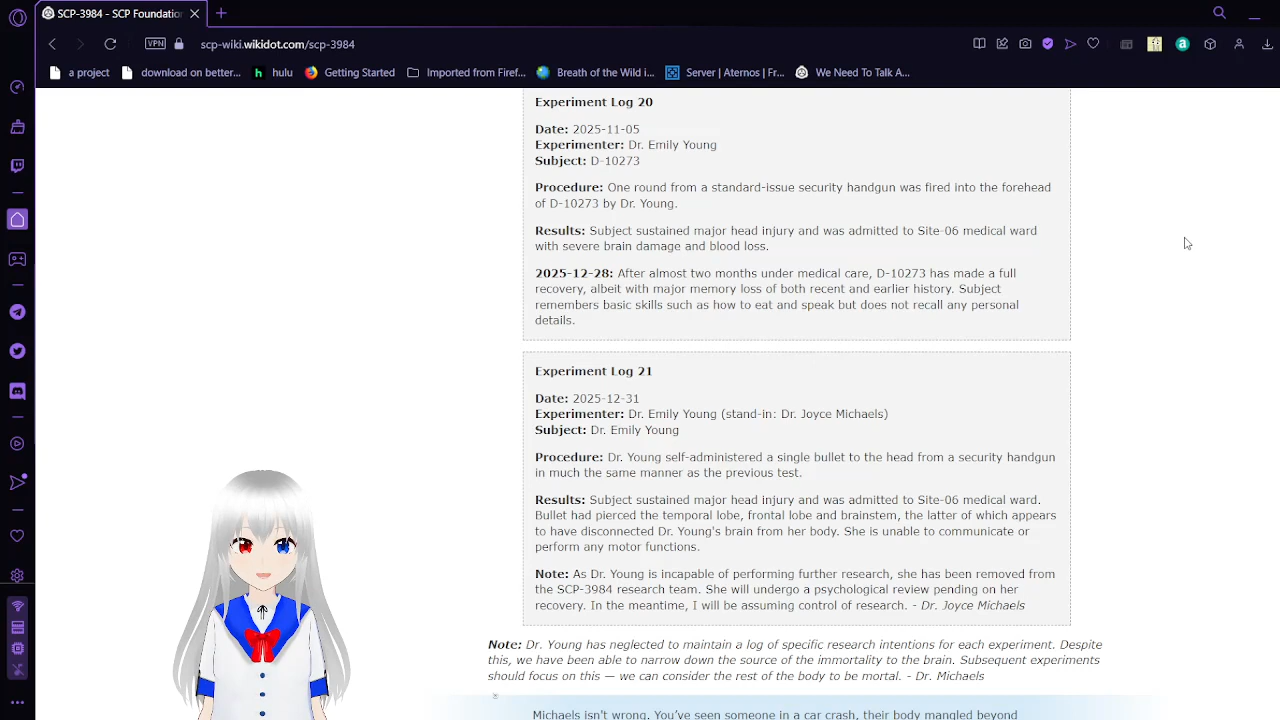 SCP-3984 - SCP Foundation
scp-wiki.wikidot.com/scp-3984
VPN
a project
download on better...
hulu
Getting Started
Imported from Firef...
Breath of the Wild i...
Server | Aternos | Fr...
We Need To Talk A...
Experiment Log 20
Date: 2025-11-05
Experimenter: Dr. Emily Young
Subject: D-10273
Procedure: One round from a standard-issue security handgun was fired into the forehead
of D-10273 by Dr. Young.
Results: Subject sustained major head injury and was admitted to Site-06 medical ward
with severe brain damage and blood loss.
2025-12-28: After almost two months under medical care, D-10273 has made a full
recovery, albeit with major memory loss of both recent and earlier history. Subject
remembers basic skills such as how to eat and speak but does not recall any personal
details.
Experiment Log 21
Date: 2025-12-31
Experimenter: Dr. Emily Young (stand-in: Dr. Joyce Michaels)
Subject: Dr. Emily Young
Procedure: Dr. Young self-administered a single bullet to the head from a security handgun
in much the same manner as the previous test.
Results: Subject sustained major head injury and was admitted to Site-06 medical ward.
Bullet had pierced the temporal lobe, frontal lobe and brainstem, the latter of which appears
to have disconnected Dr. Young's brain from her body. She is unable to communicate or
perform any motor functions.
Note: As Dr. Young is incapable of performing further research, she has been removed from
the SCP-3984 research team. She will undergo a psychological review pending on her
recovery. In the meantime, I will be assuming control of research. - Dr. Joyce Michaels
Note: Dr. Young has neglected to maintain a log of specific research intentions for each experiment. Despite
this, we have been able to narrow down the source of the immortality to the brain. Subsequent experiments
should focus on this — we can consider the rest of the body to be mortal. - Dr. Michaels
Michaels isn't wrong. You've seen someone in a car crash, their body mangled beyond